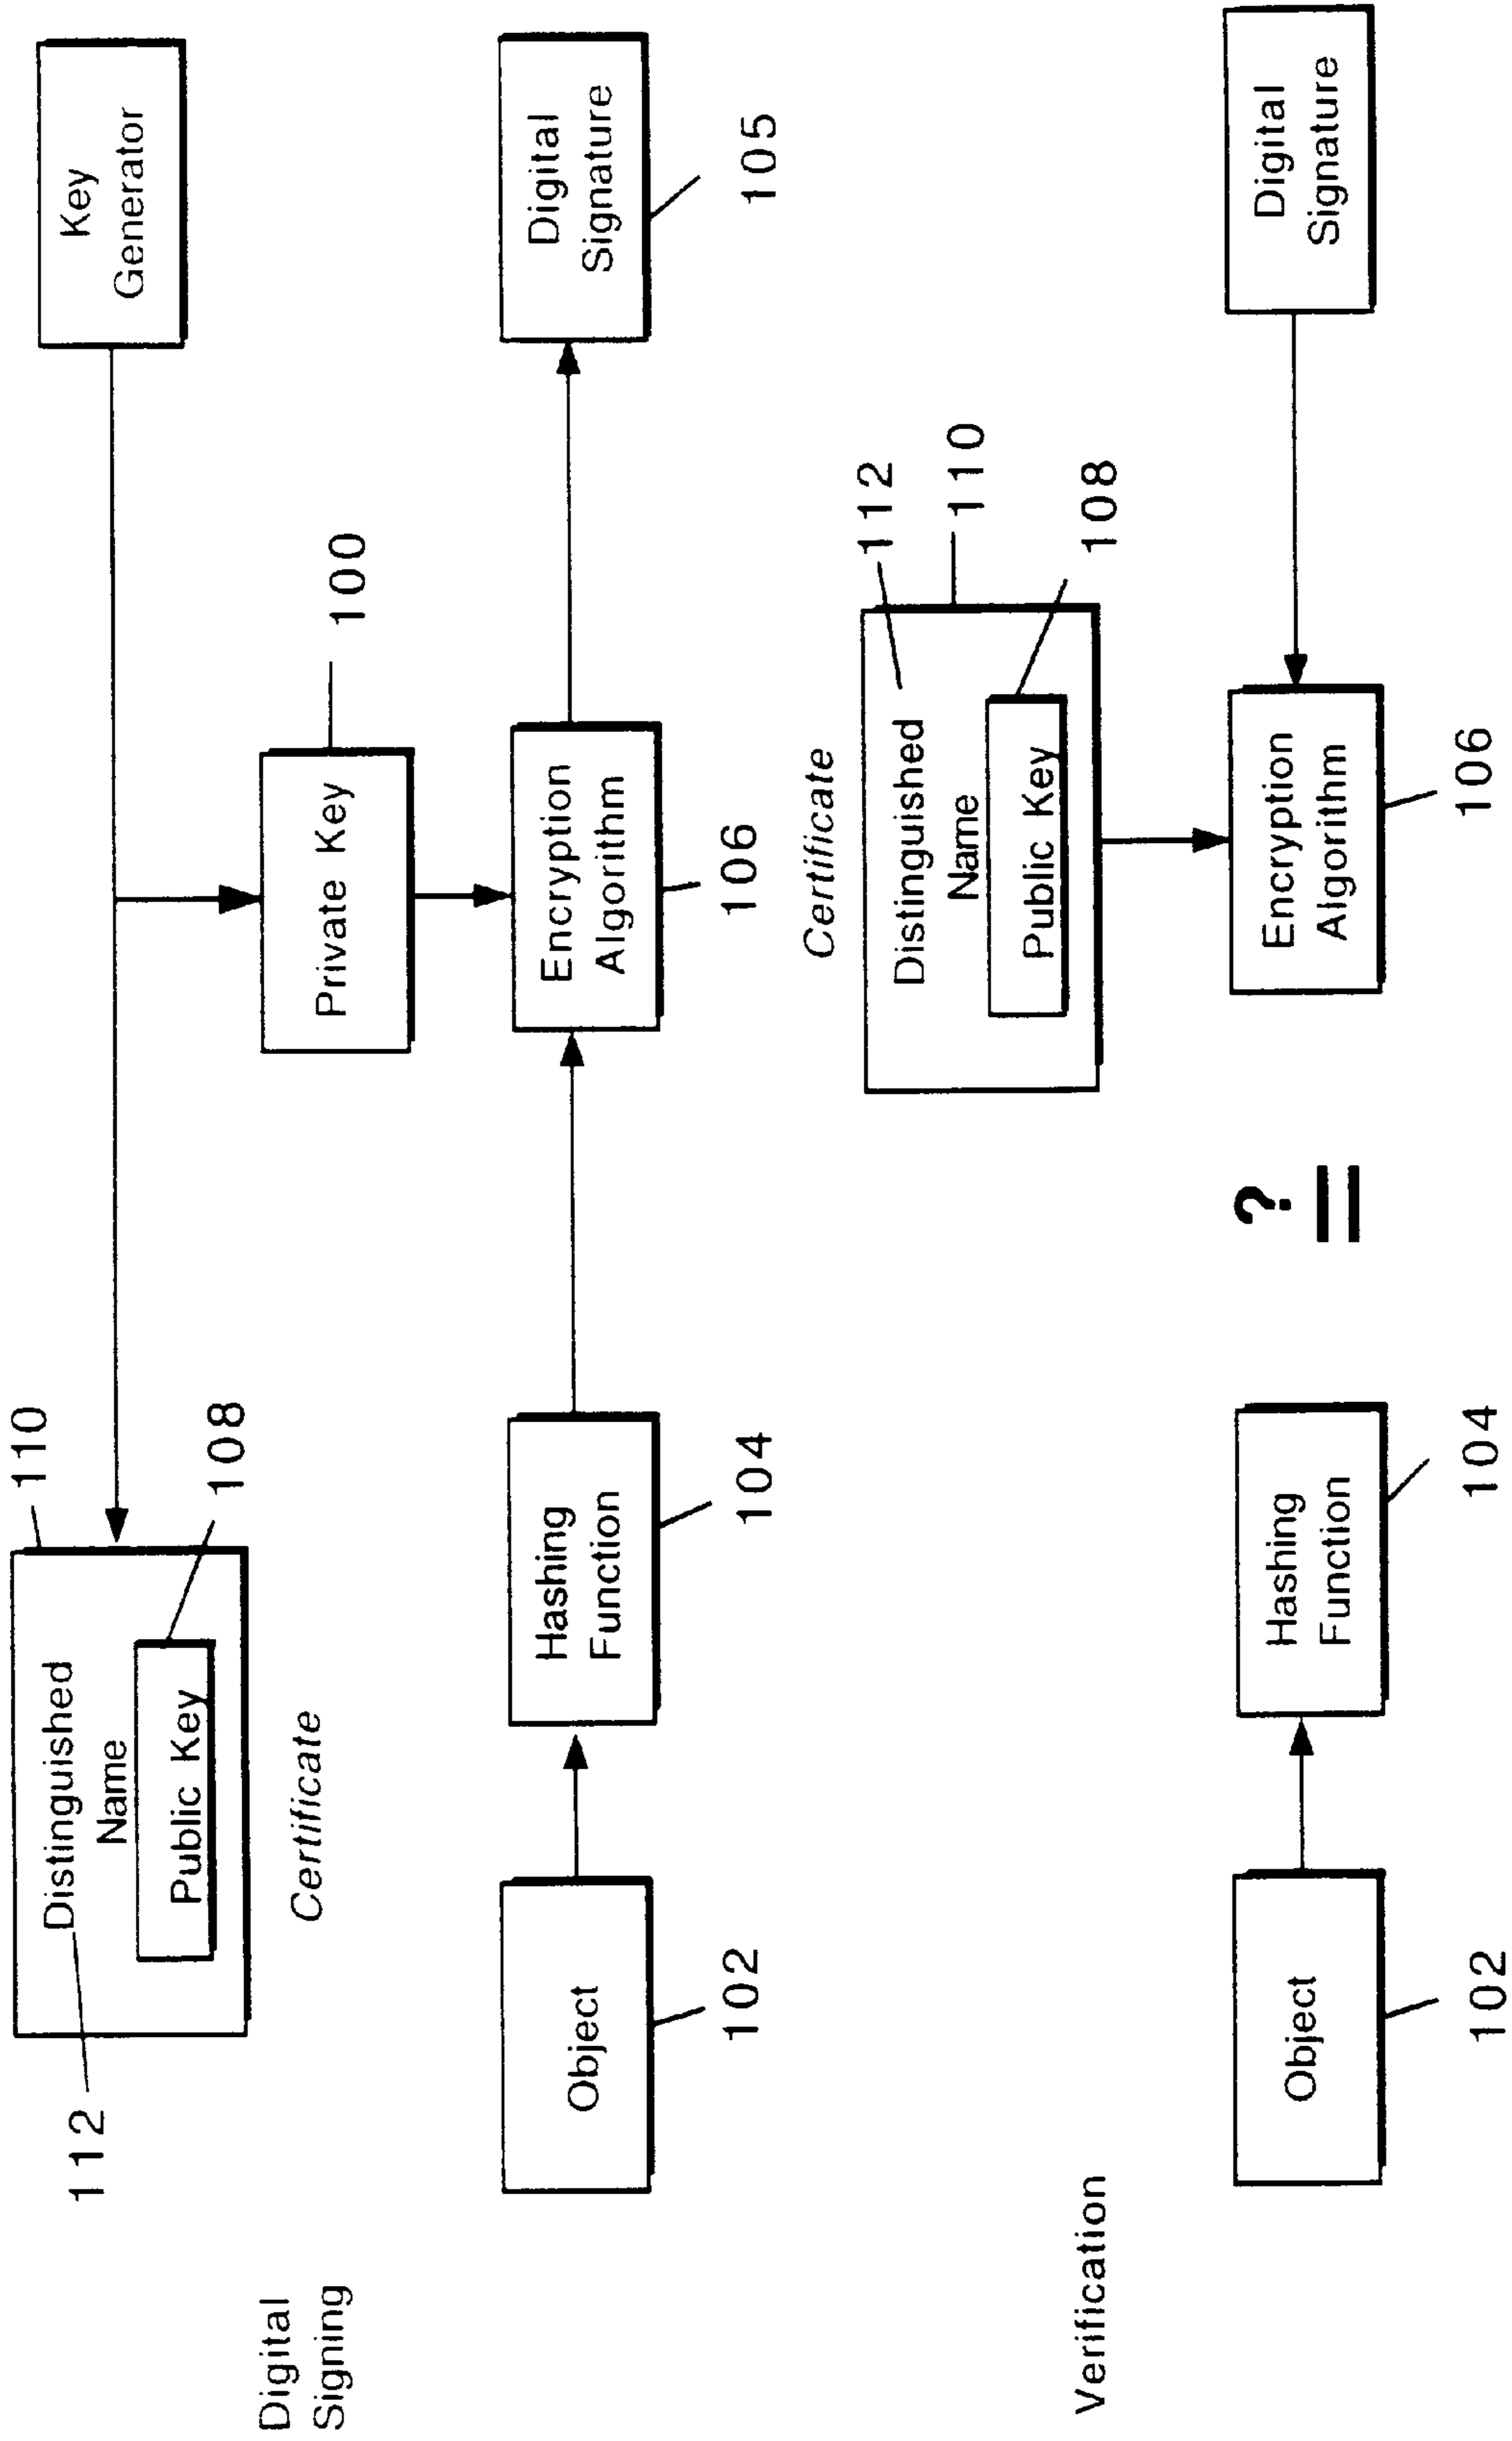 112
Distinguished
Name
Public Key
110
108
Certificate
Key
Generator
Digital
Signing
Private Key
100
Object
102
Hashing
Function
104
Encryption
Algorithm
106
Digital
Signature
105
Certificate
Distinguished
Name
Public Key
112
110
108
Verification
Object
102
Hashing
Function
104
?
=
Encryption
Algorithm
106
Digital
Signature